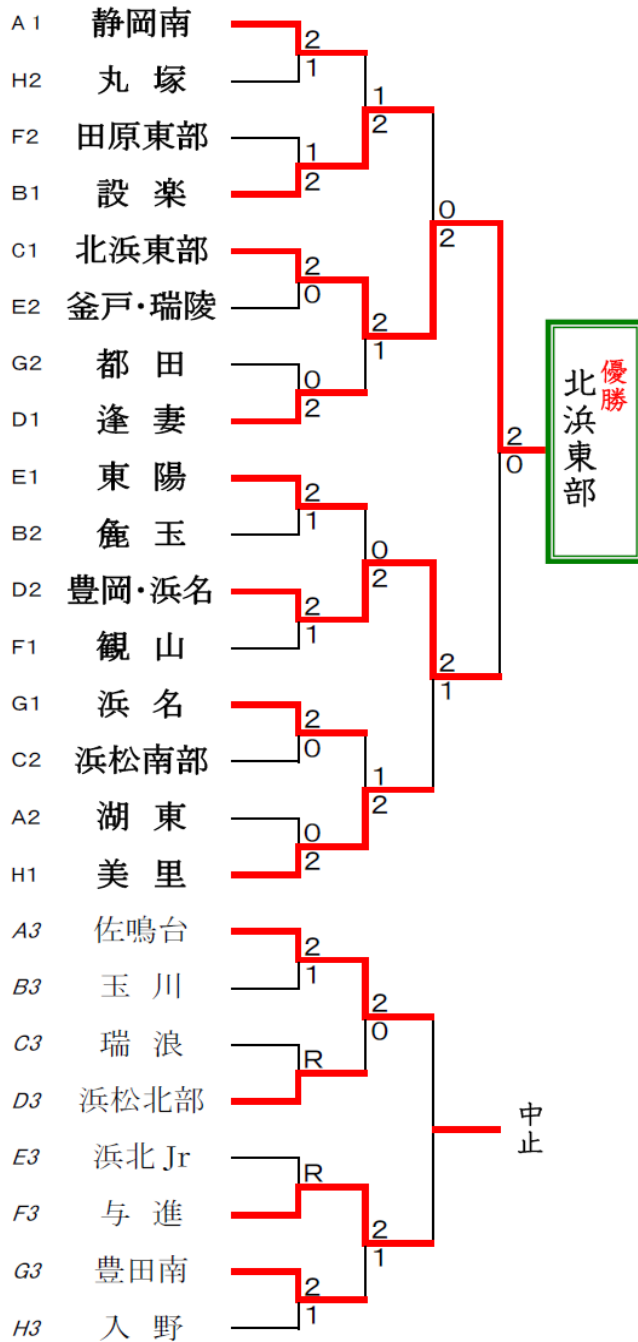 A1 静岡南
2
1
H2 丸塚
1
2
F2 田原東部
1
2
B1 設楽
0
2
C1 北浜東部
2
0
E2 釜戸・瑞陵
2
1
G2 都田
0
2
D1 逢妻
2
0
優勝
北浜東部
E1 東陽
2
1
B2 麁玉
0
2
D2 豊岡・浜名
2
1
F1 観山
2
1
G1 浜名
2
0
C2 浜松南部
1
2
A2 湖東
0
2
H1 美里
A3 佐鳴台
2
1
B3 玉川
2
0
C3 瑞浪
R
D3 浜松北部
中止
E3 浜北Jr
R
F3 与進
2
1
G3 豊田南
2
1
H3 入野